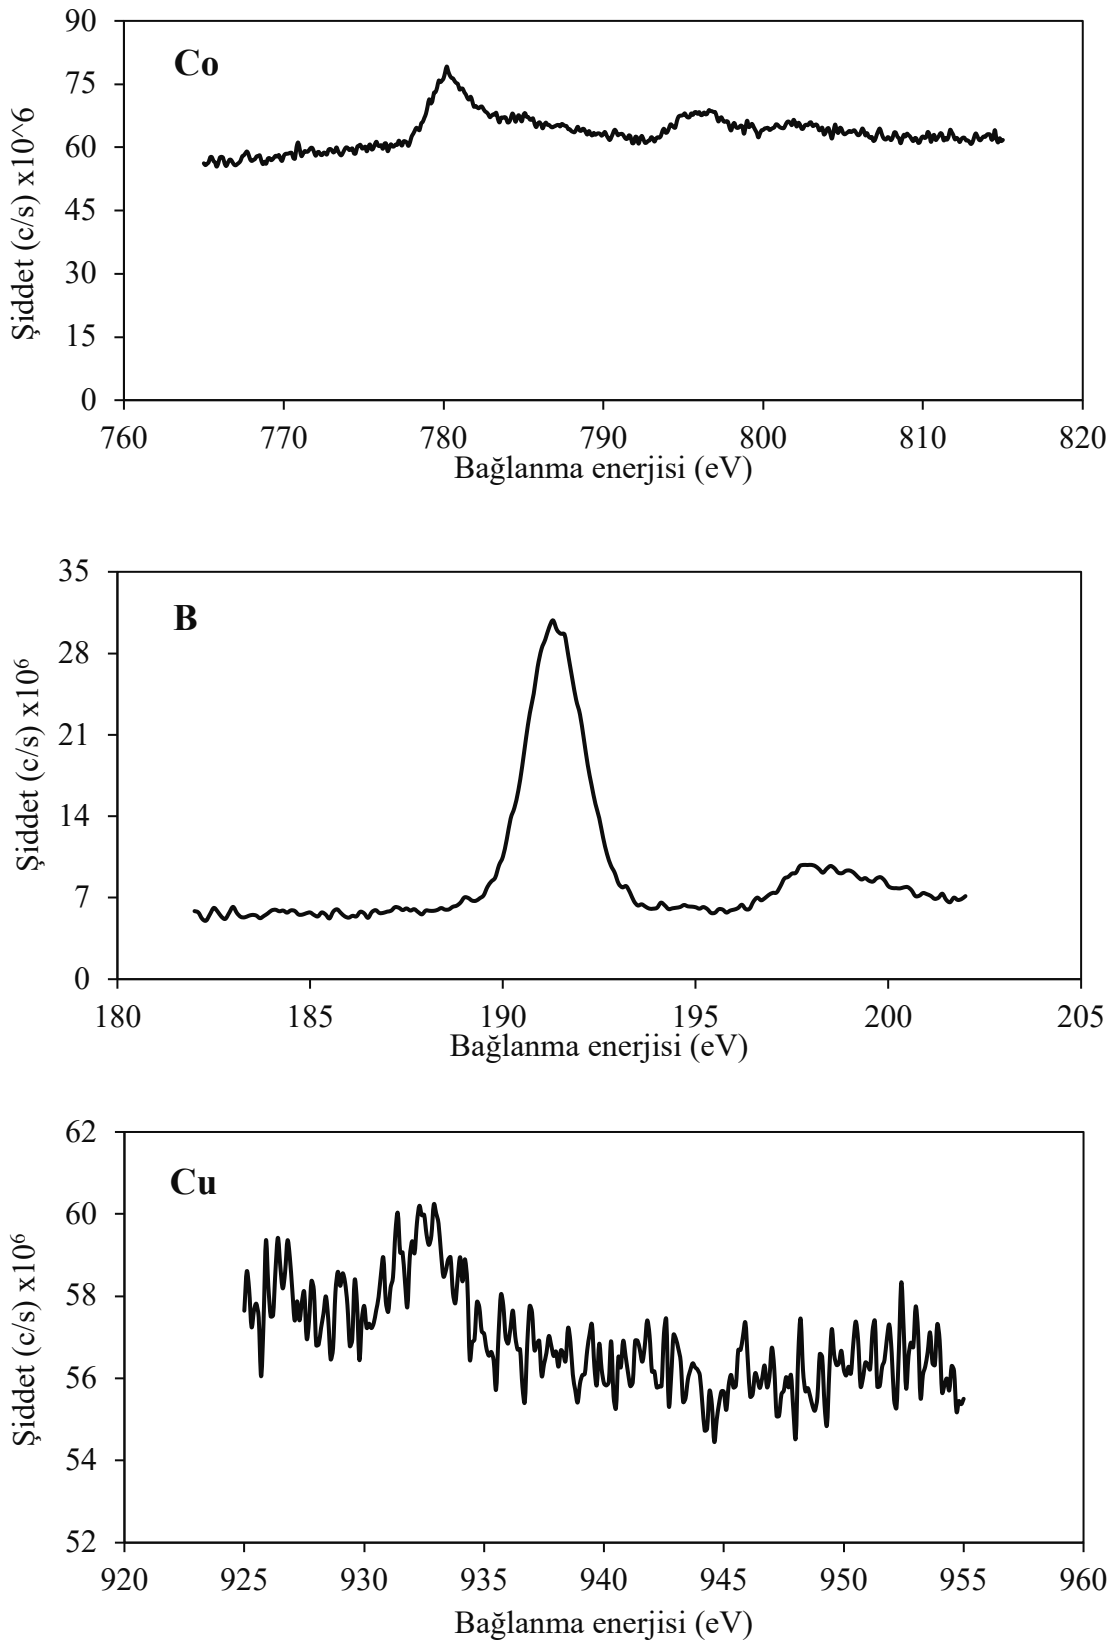 90
Co
75
60
45
30
15
0
Şiddet (c/s) x10^6
760 770 780 790 800 810 820
Bağlanma enerjisi (eV)
35
B
28
21
14
7
0
Şiddet (c/s) x10⁶
180 185 190 195 200 205
Bağlanma enerjisi (eV)
62
Cu
60
58
56
54
52
Şiddet (c/s) x10⁶
920 925 930 935 940 945 950 955 960
Bağlanma enerjisi (eV)